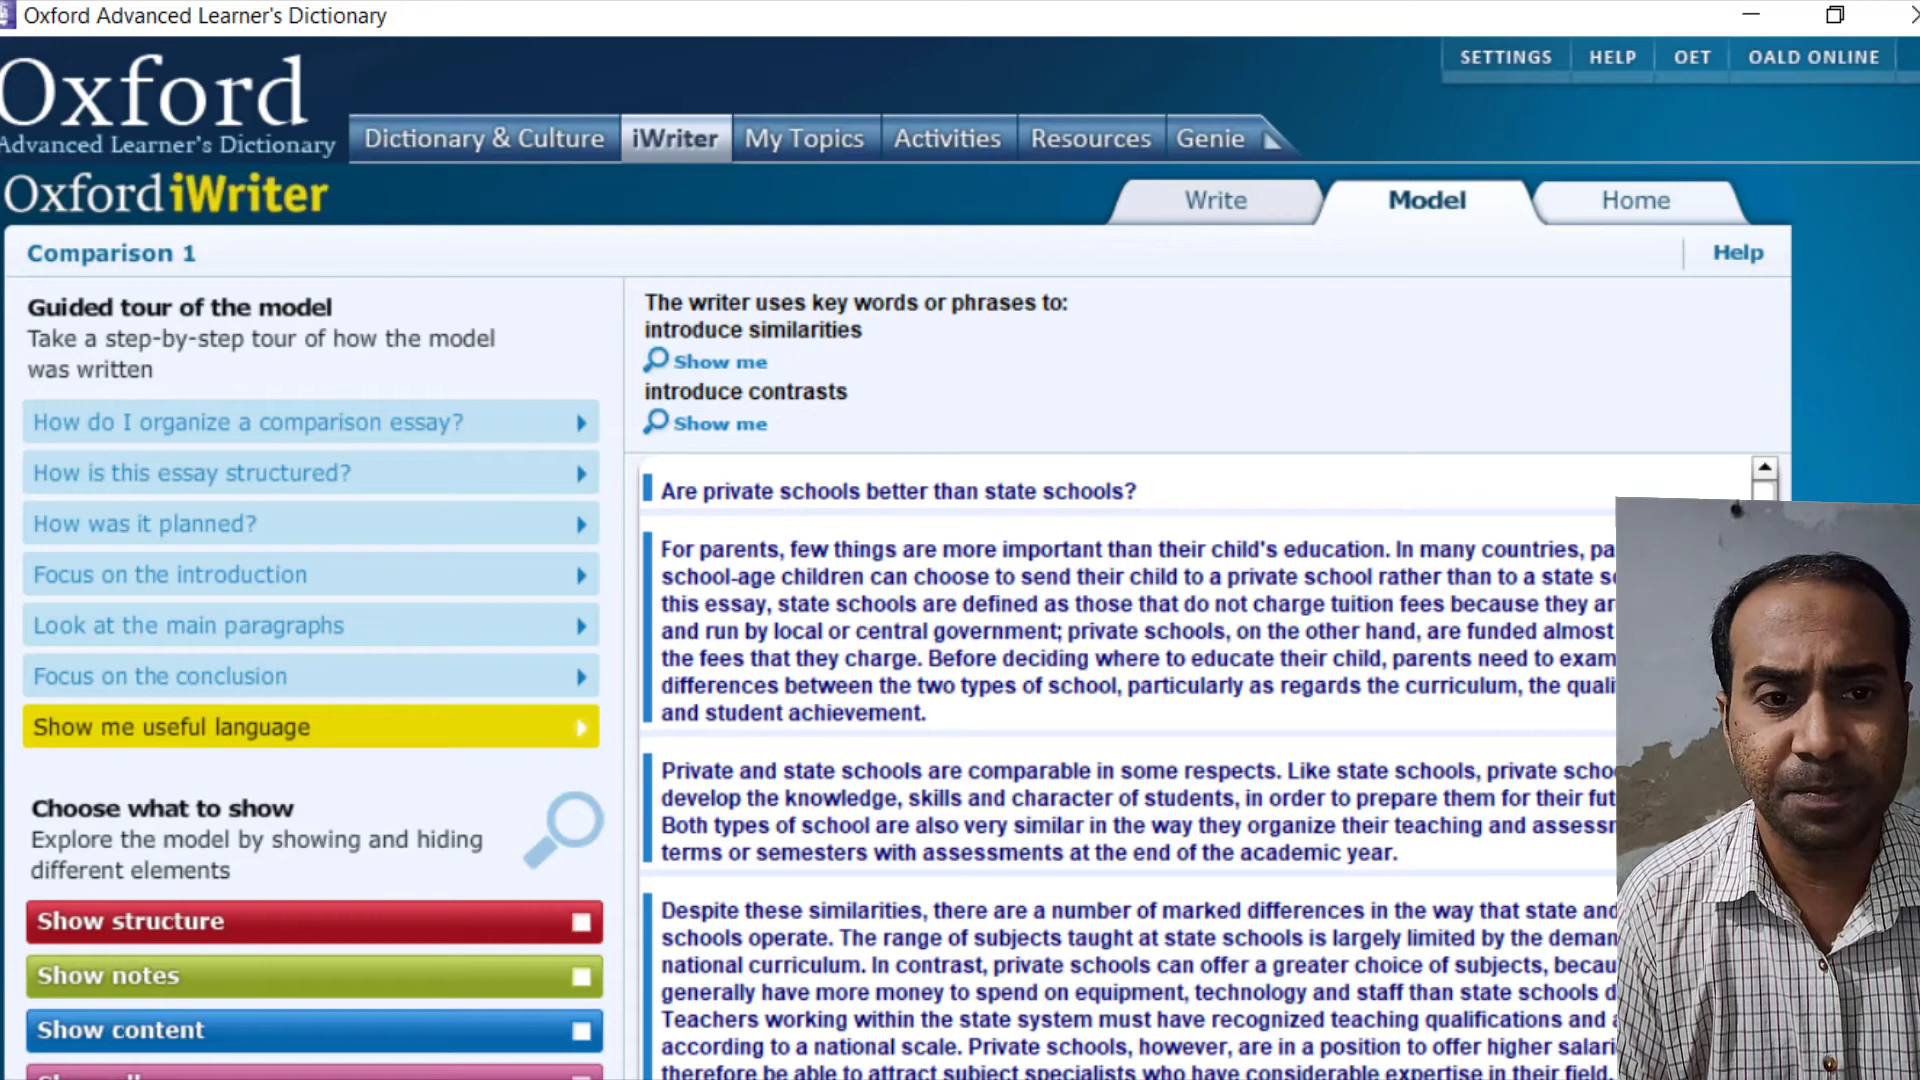 Oxford Advanced Learner's Dictionary
SETTINGS HELP OET OALD ONLINE
Oxford
Advanced Learner's Dictionary
Dictionary & Culture iWriter My Topics Activities Resources Genie
Oxford iWriter
Write Model Home
Comparison 1
Help
Guided tour of the model
Take a step-by-step tour of how the model
was written
How do I organize a comparison essay?
How is this essay structured?
How was it planned?
Focus on the introduction
Look at the main paragraphs
Focus on the conclusion
Show me useful language
Choose what to show
Explore the model by showing and hiding
different elements
Show structure
Show notes
Show content
The writer uses key words or phrases to:
introduce similarities
Show me
introduce contrasts
Show me
Are private schools better than state schools?
For parents, few things are more important than their child's education. In many countries, pa
school-age children can choose to send their child to a private school rather than to a state s
this essay, state schools are defined as those that do not charge tuition fees because they ar
and run by local or central government; private schools, on the other hand, are funded almost
the fees that they charge. Before deciding where to educate their child, parents need to exam
differences between the two types of school, particularly as regards the curriculum, the quali
and student achievement.
Private and state schools are comparable in some respects. Like state schools, private scho
develop the knowledge, skills and character of students, in order to prepare them for their fut
Both types of school are also very similar in the way they organize their teaching and assessm
terms or semesters with assessments at the end of the academic year.
Despite these similarities, there are a number of marked differences in the way that state and
schools operate. The range of subjects taught at state schools is largely limited by the deman
national curriculum. In contrast, private schools can offer a greater choice of subjects, becau
generally have more money to spend on equipment, technology and staff than state schools d
Teachers working within the state system must have recognized teaching qualifications and a
according to a national scale. Private schools, however, are in a position to offer higher salari
therefore be able to attract subject specialists who have considerable expertise in their field.